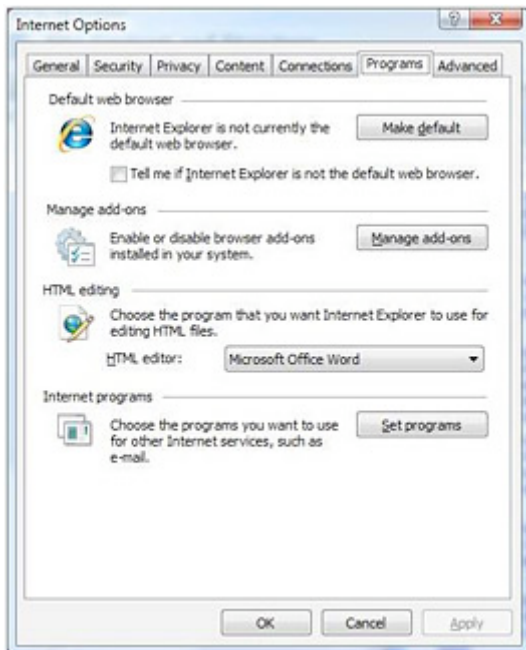 Internet Options
General Security Privacy Content Connections Programs Advanced
Default web browser
Internet Explorer is not currently the
default web browser.
Make default
Tell me if Internet Explorer is not the default web browser.
Manage add-ons
Enable or disable browser add-ons
installed in your system.
Manage add-ons
HTML editing
Choose the program that you want Internet Explorer to use for
editing HTML files.
HTML editor: Microsoft Office Word
Internet programs
Choose the programs you want to use
for other Internet services, such as
e-mail.
Set programs
OK Cancel Apply